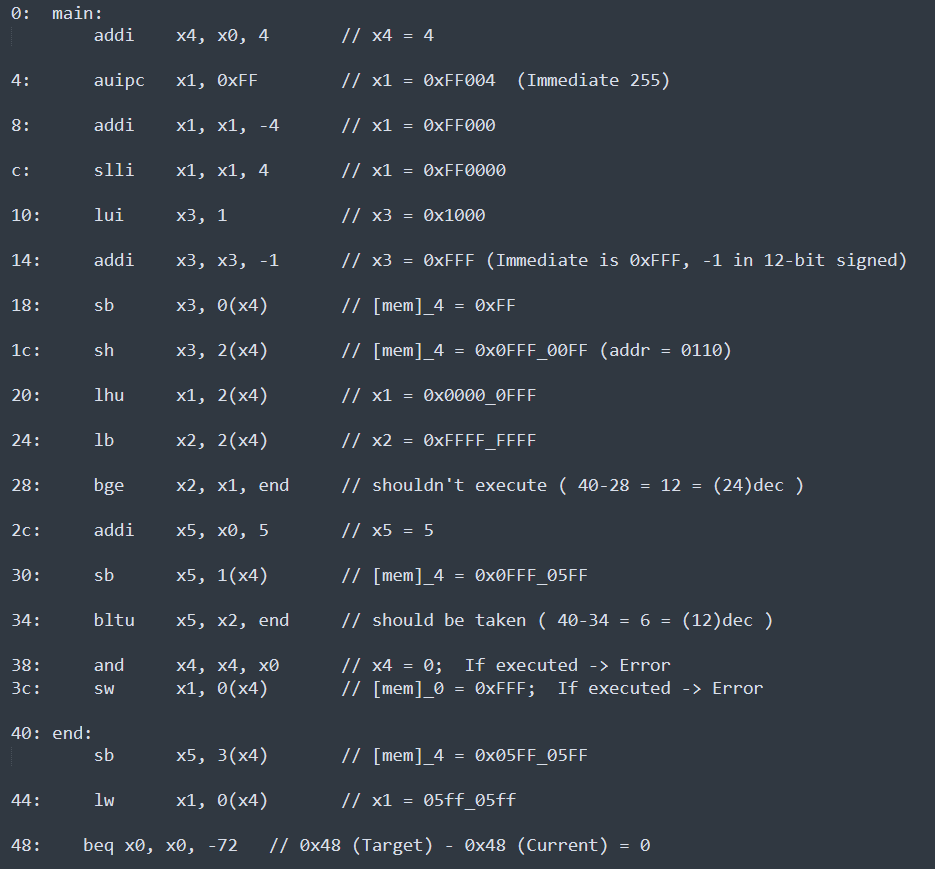 0: main:
addi x4, x0, 4 // x4 = 4
4: auipc x1, 0xFF // x1 = 0xFF004 (Immediate 255)
8: addi x1, x1, -4 // x1 = 0xFF000
c: slli x1, x1, 4 // x1 = 0xFF0000
10: lui x3, 1 // x3 = 0x1000
14: addi x3, x3, -1 // x3 = 0xFFF (Immediate is 0xFFF, -1 in 12-bit signed)
18: sb x3, 0(x4) // [mem]_4 = 0xFF
1c: sh x3, 2(x4) // [mem]_4 = 0x0FFF_00FF (addr = 0110)
20: lhu x1, 2(x4) // x1 = 0x0000_0FFF
24: lb x2, 2(x4) // x2 = 0xFFFF_FFFF
28: bge x2, x1, end // shouldn't execute ( 40-28 = 12 = (24)dec )
2c: addi x5, x0, 5 // x5 = 5
30: sb x5, 1(x4) // [mem]_4 = 0x0FFF_05FF
34: bltu x5, x2, end // should be taken ( 40-34 = 6 = (12)dec )
38: and x4, x4, x0 // x4 = 0; If executed -> Error
3c: sw x1, 0(x4) // [mem]_0 = 0xFFF; If executed -> Error
40: end:
sb x5, 3(x4) // [mem]_4 = 0x05FF_05FF
44: lw x1, 0(x4) // x1 = 05ff_05ff
48: beq x0, x0, -72 // 0x48 (Target) - 0x48 (Current) = 0